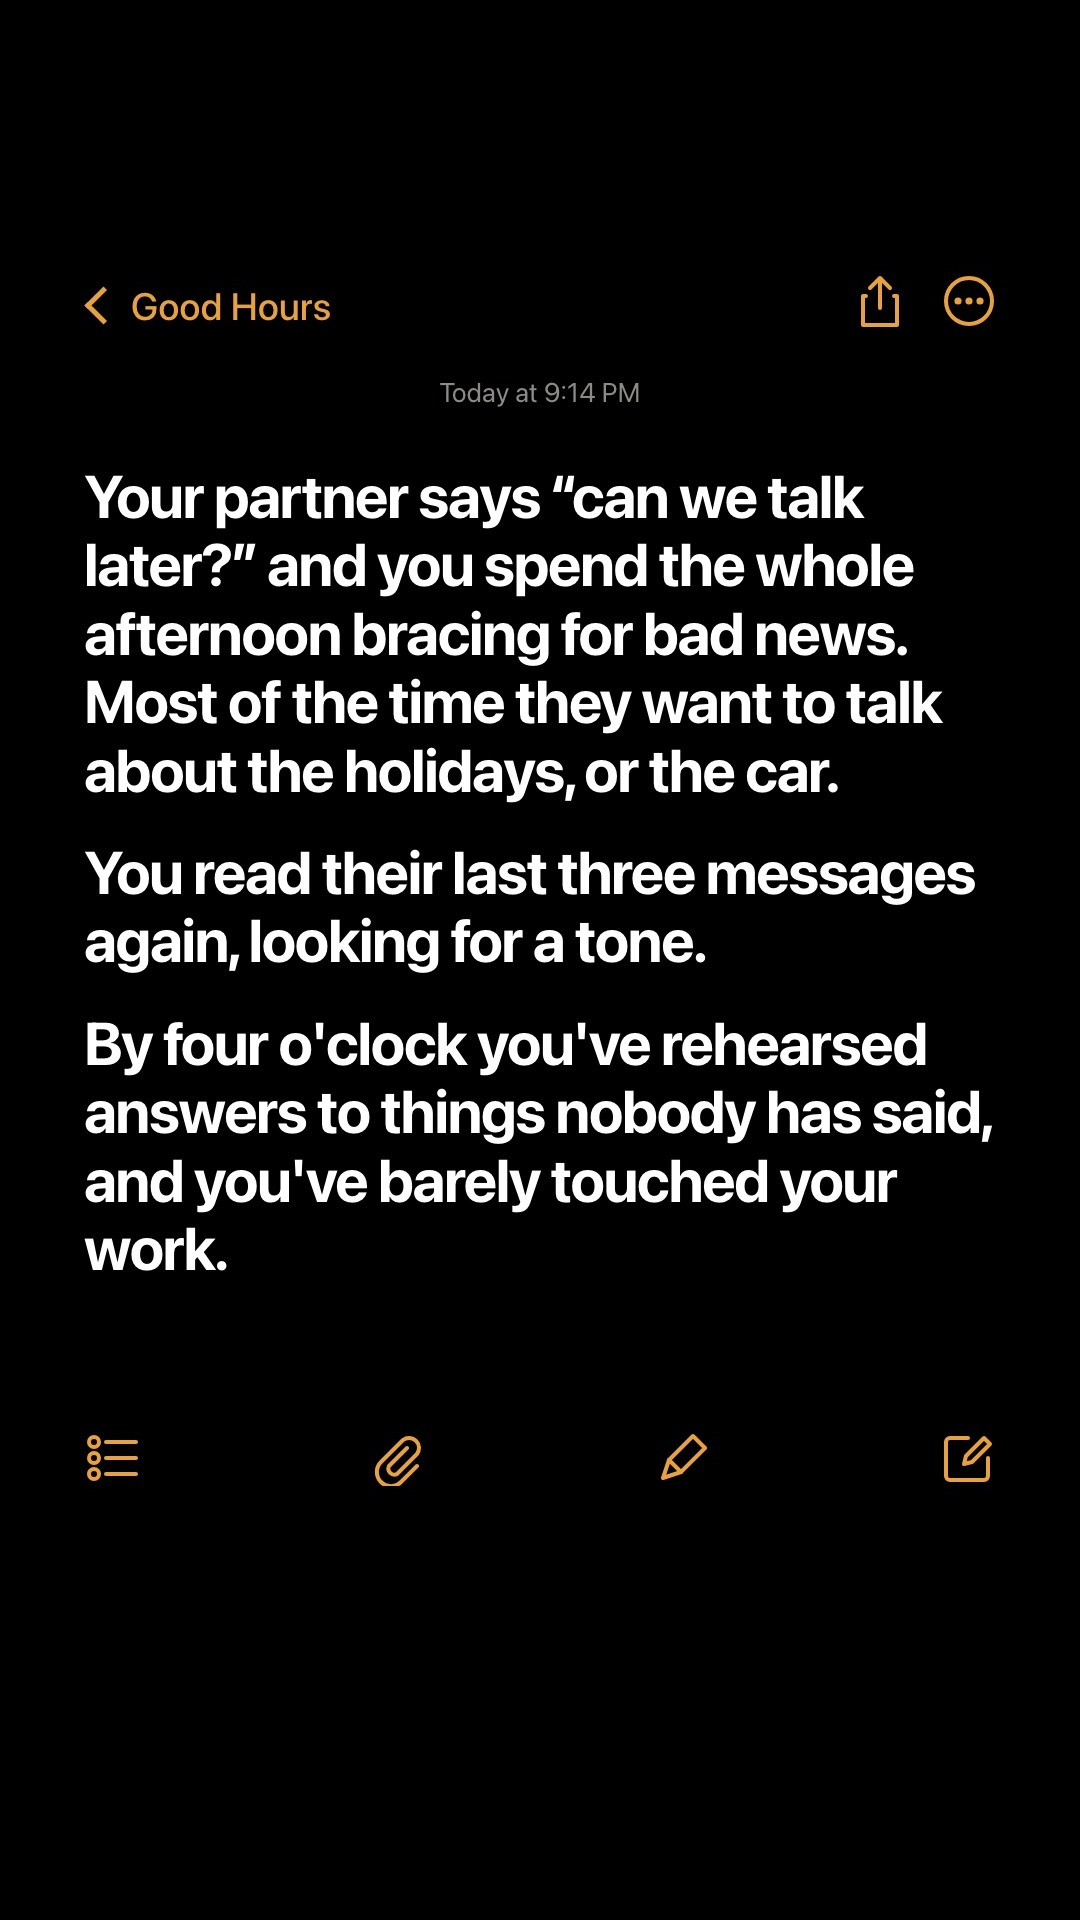 Good Hours
Today at 9:14 PM
Your partner says “can we talk
later?” and you spend the whole
afternoon bracing for bad news.
Most of the time they want to talk
about the holidays, or the car.
You read their last three messages
again, looking for a tone.
By four o'clock you've rehearsed
answers to things nobody has said,
and you've barely touched your
work.